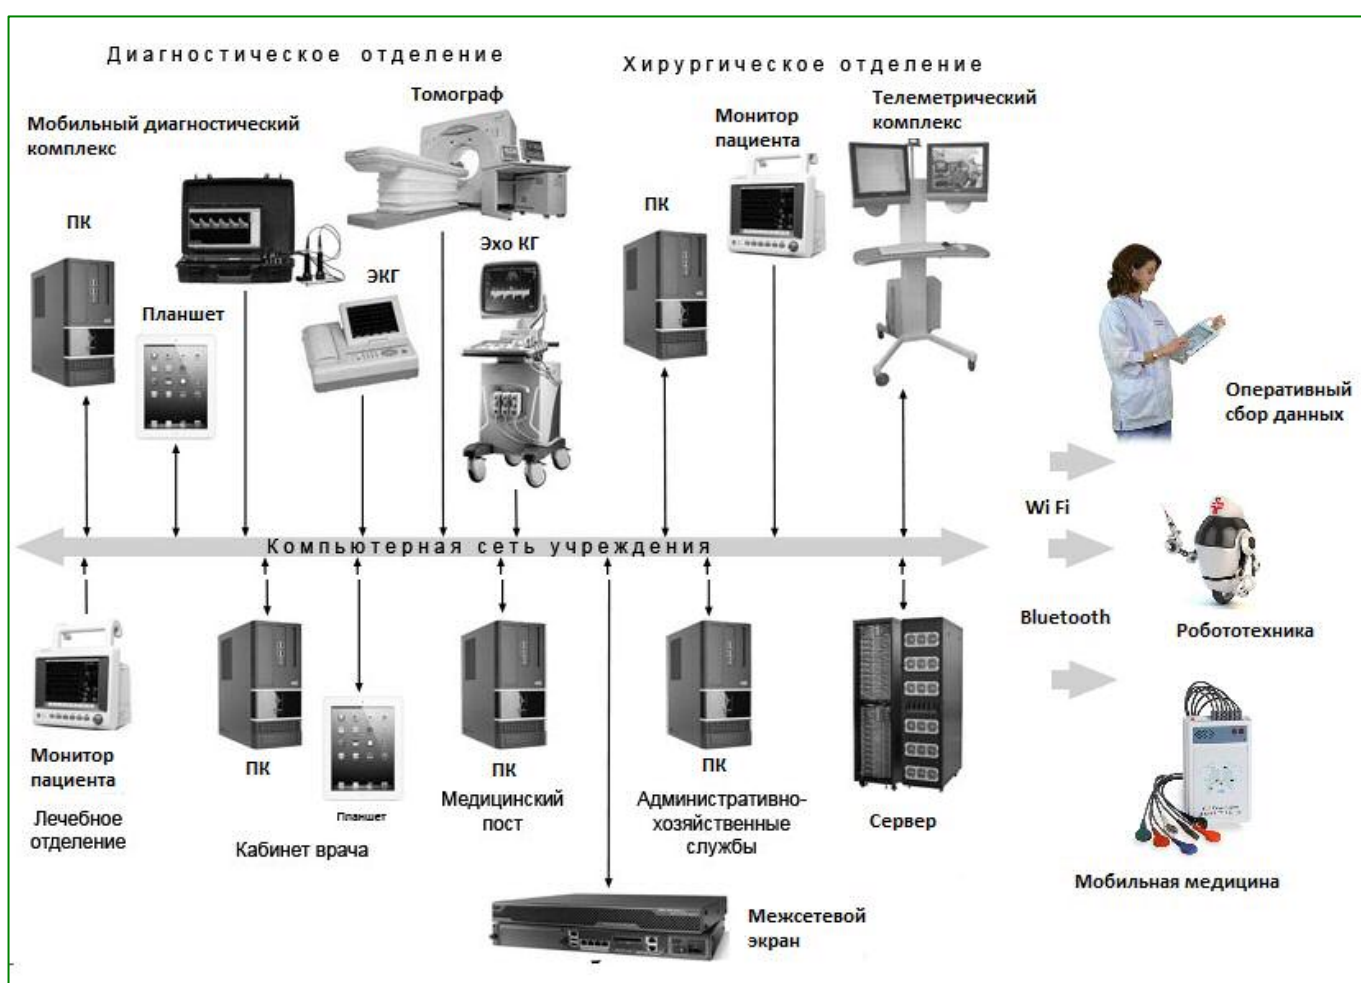 Диагностическое отделение
Хирургическое отделение
Томограф
Мобильный диагностический
комплекс
Монитор
пациента
Телеметрический
комплекс
ПК
Эхо КГ
ПК
ЭКГ
Планшет
Оперативный
сбор данных
Wi Fi
Компьютерная сеть учреждения
Bluetooth
Робототехника
Монитор
пациента
Лечебное
отделение
ПК
Планшет
Кабинет врача
ПК
Медицинский
пост
ПК
Административно-
хозяйственные
службы
Сервер
Мобильная медицина
Межсетевой
экран